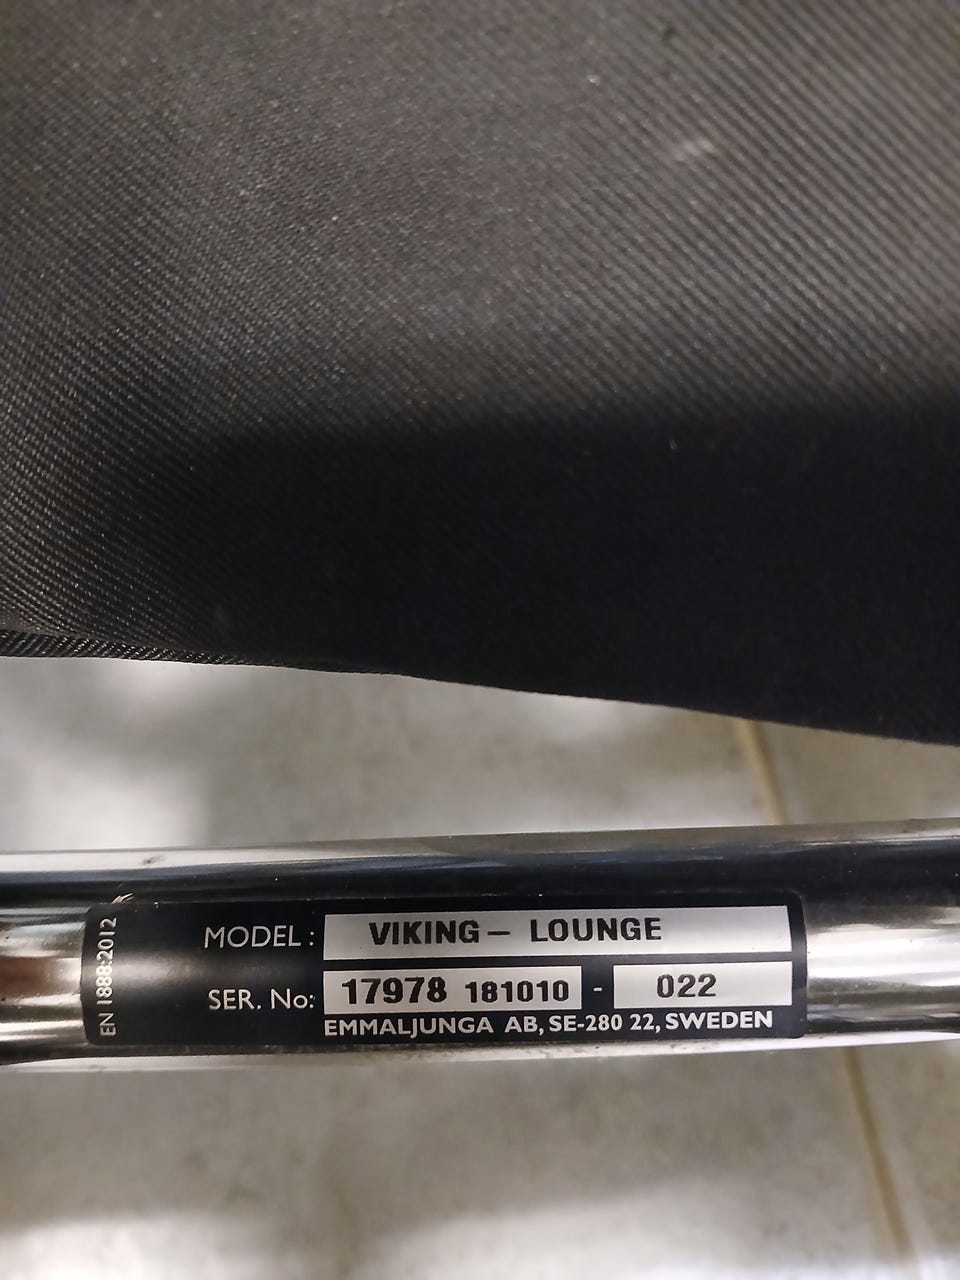 MODEL: VIKING– LOUNGE
SER. No: 17978 181010 - 022
EMMALJUNGA AB, SE-280 22, SWEDEN
EN 1888:2012